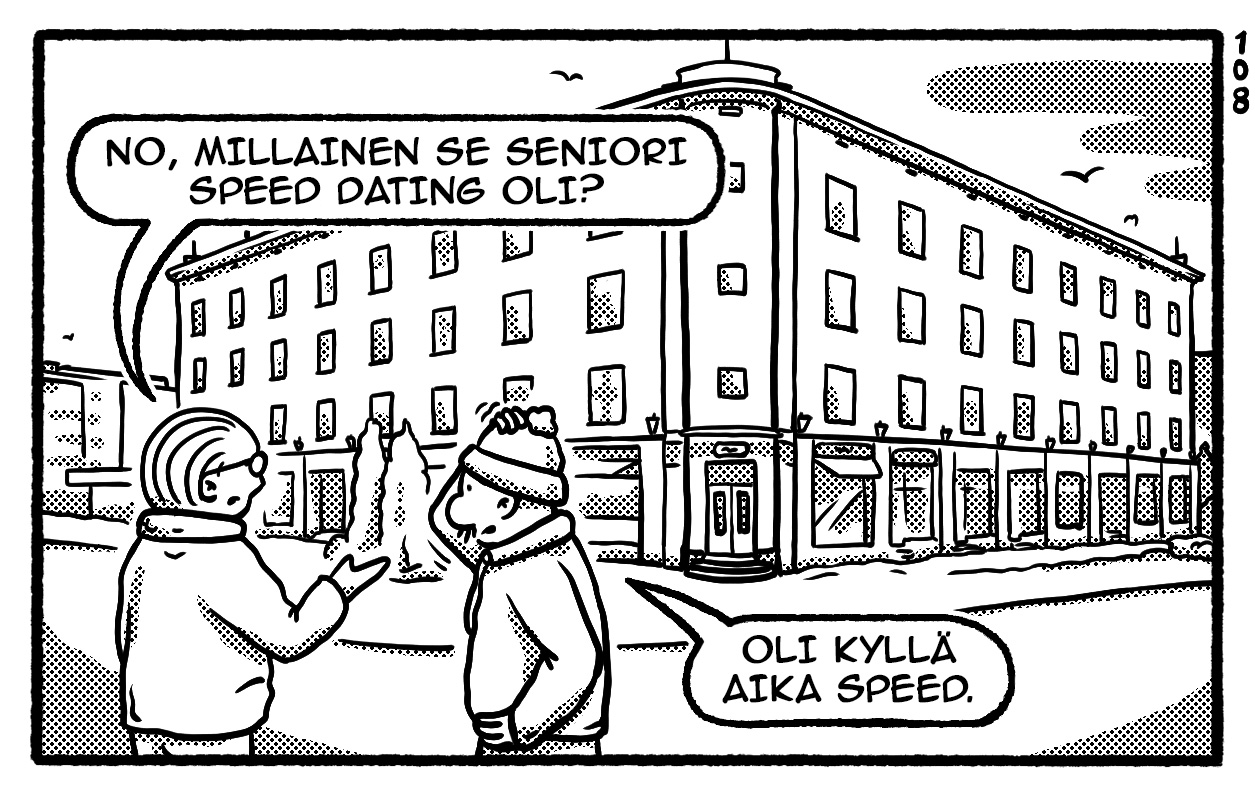 NO, MILLAINEN SE SENIORI
SPEED DATING OLI?
OLI KYLLÄ
AIKA SPEED.
108